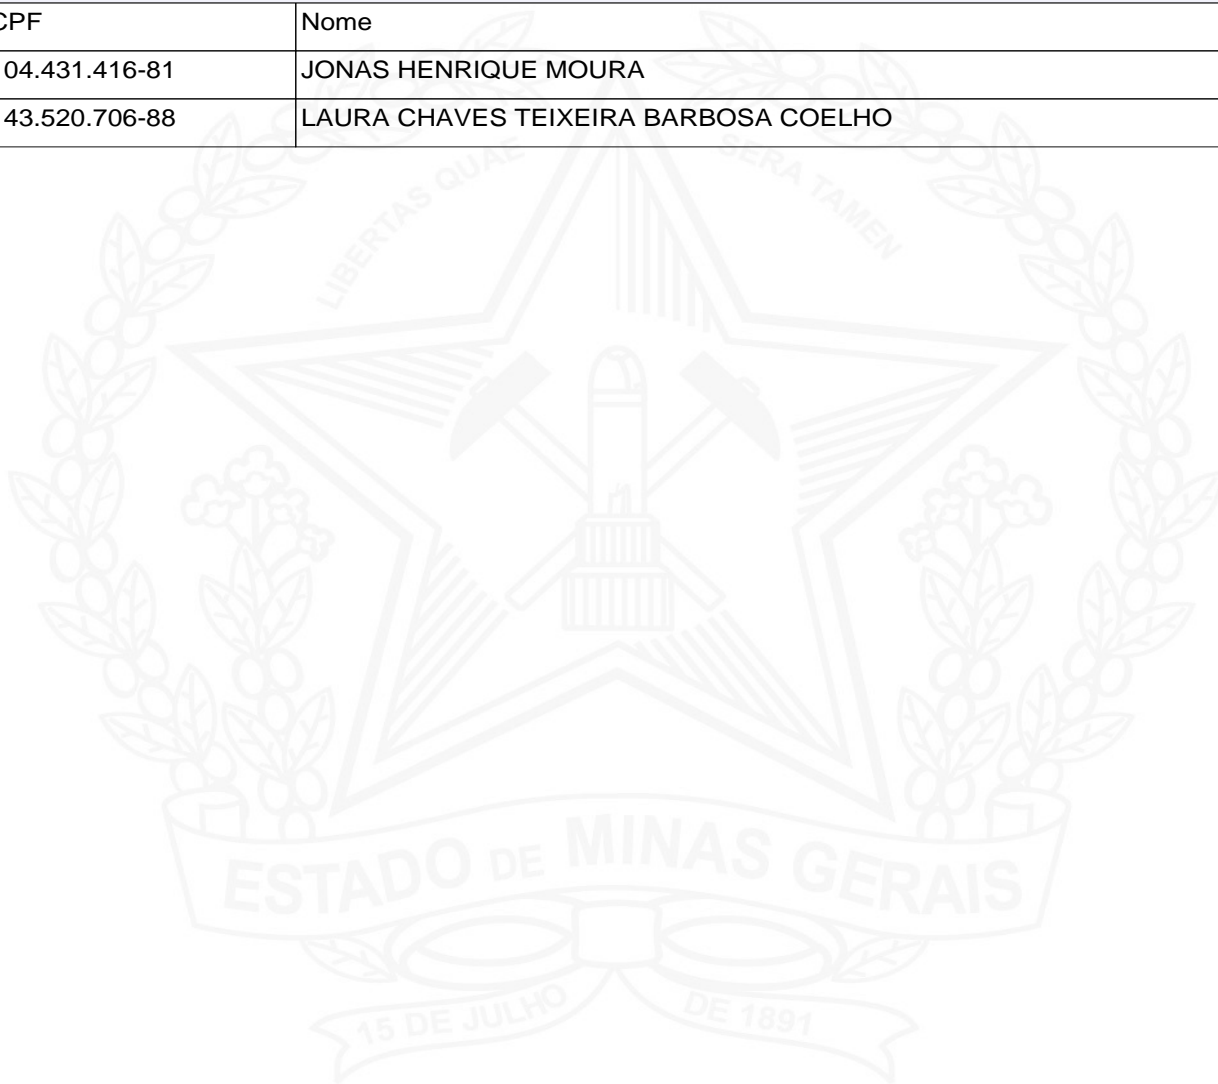 CPF Nome
04.431.416-81 JONAS HENRIQUE MOURA
43.520.706-88 LAURA CHAVES TEIXEIRA BARBOSA COELHO
LIBERTAS QUAE SERA TAMEN
ESTADO DE MINAS GERAIS
15 DE JULHO DE 1891